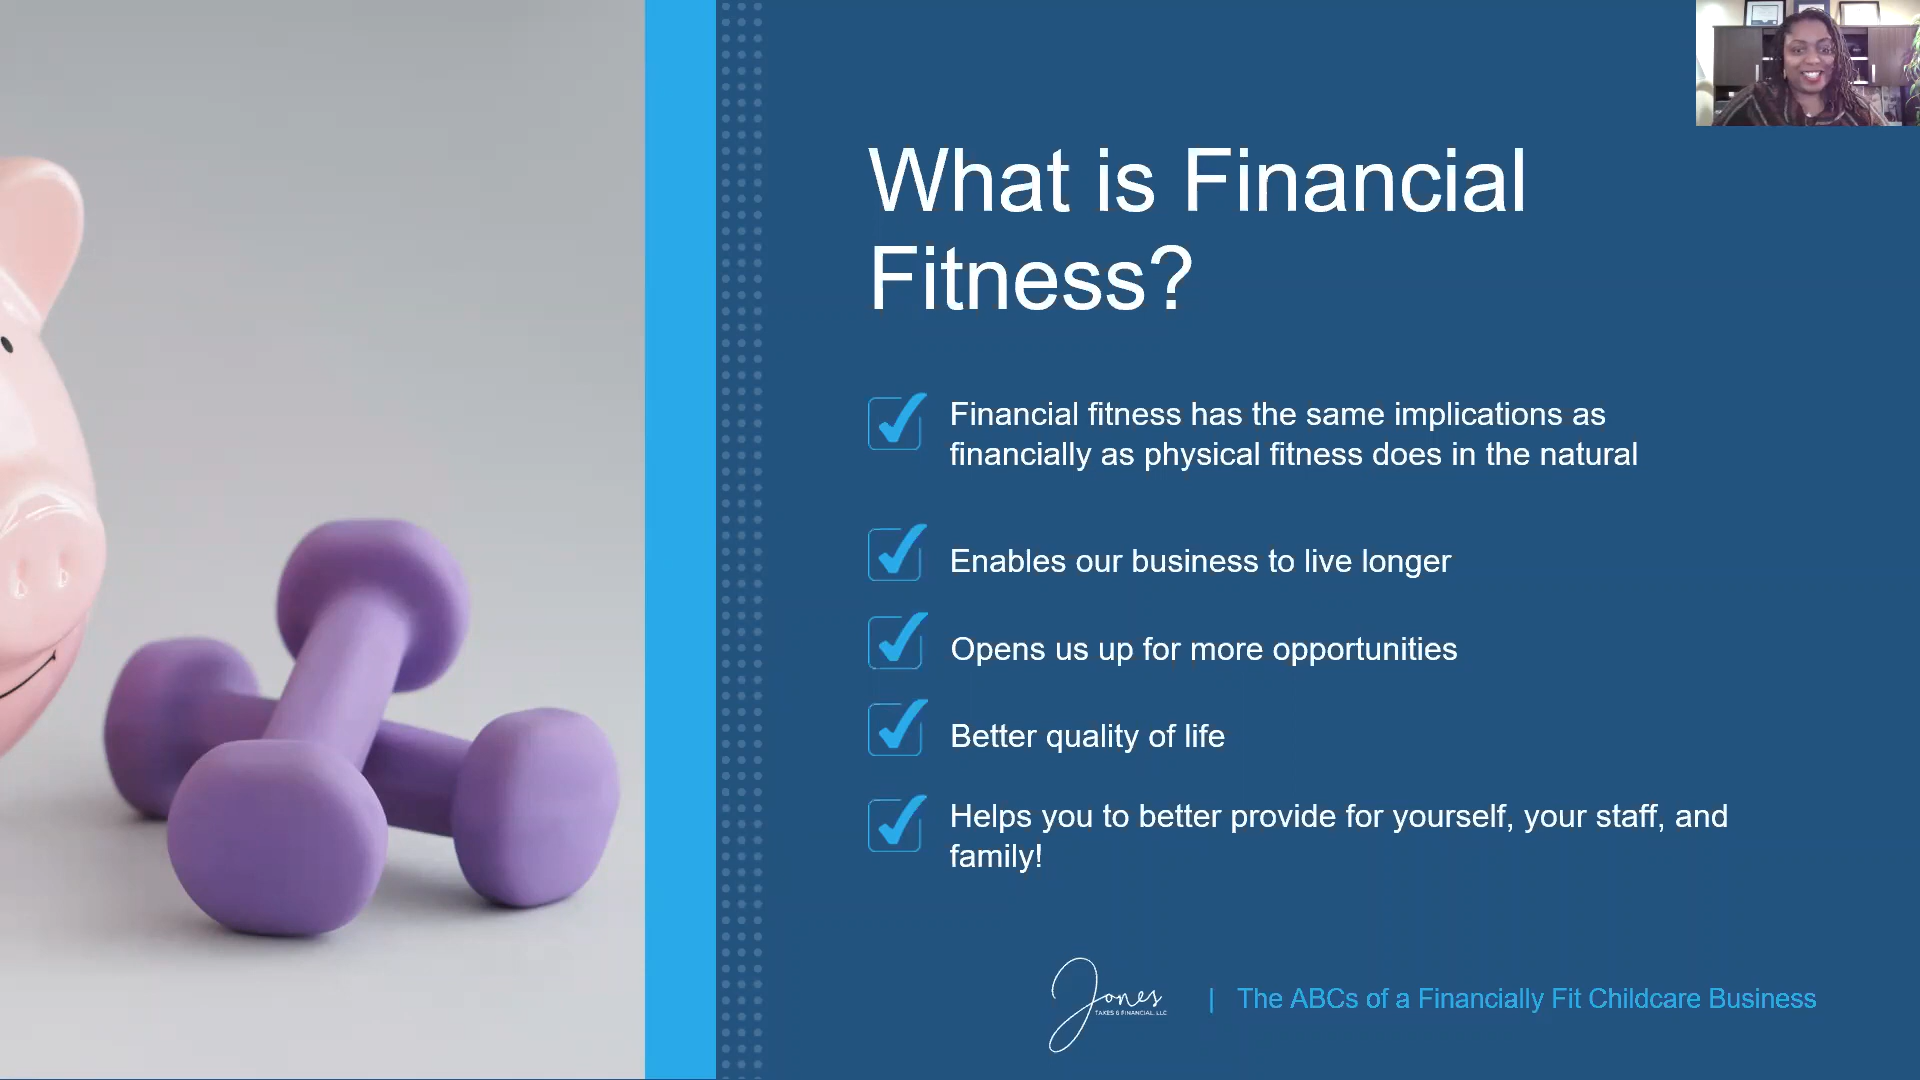 What is Financial
Fitness?
Financial fitness has the same implications as
financially as physical fitness does in the natural
Enables our business to live longer
Opens us up for more opportunities
Better quality of life
Helps you to better provide for yourself, your staff, and
family!
Jones
TAXES & FINANCIAL, LLC
| The ABCs of a Financially Fit Childcare Business